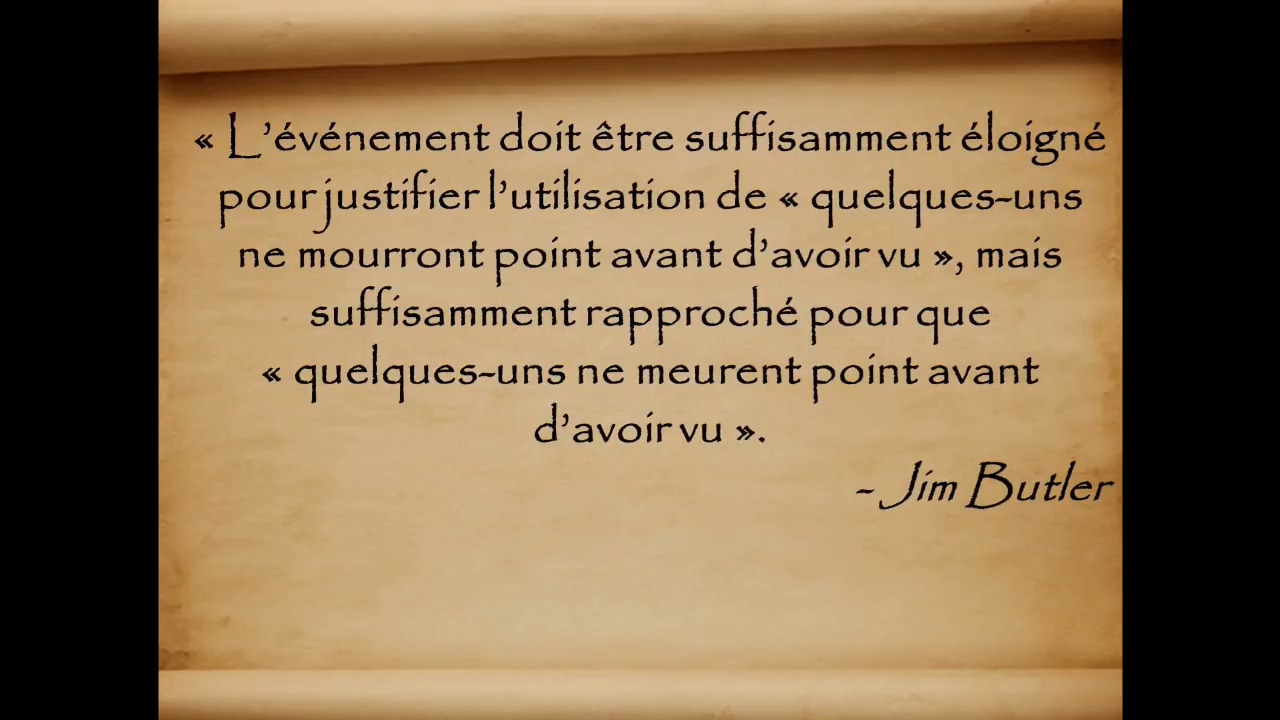 « L’événement doit être suffisamment éloigné
pour justifier l’utilisation de « quelques-uns
ne mourront point avant d’avoir vu », mais
suffisamment rapproché pour que
« quelques-uns ne meurent point avant
d’avoir vu ».
- Jim Butler